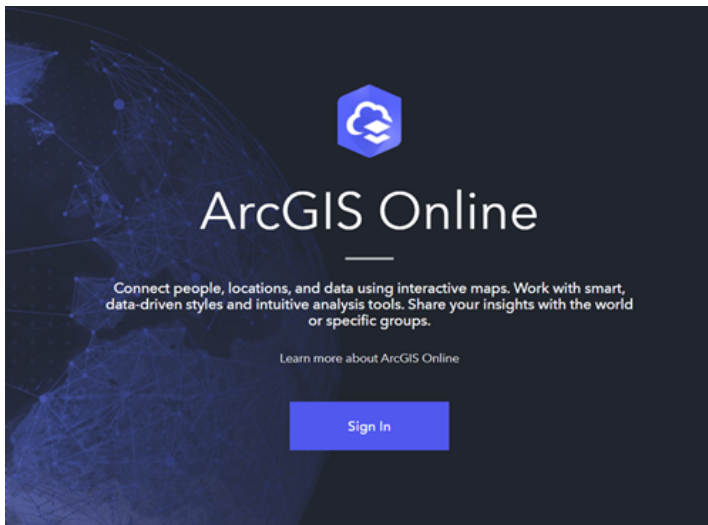 ArcGIS Online
Connect people, locations, and data using interactive maps. Work with smart,
data-driven styles and intuitive analysis tools. Share your insights with the world
or specific groups.
Learn more about ArcGIS Online
Sign In